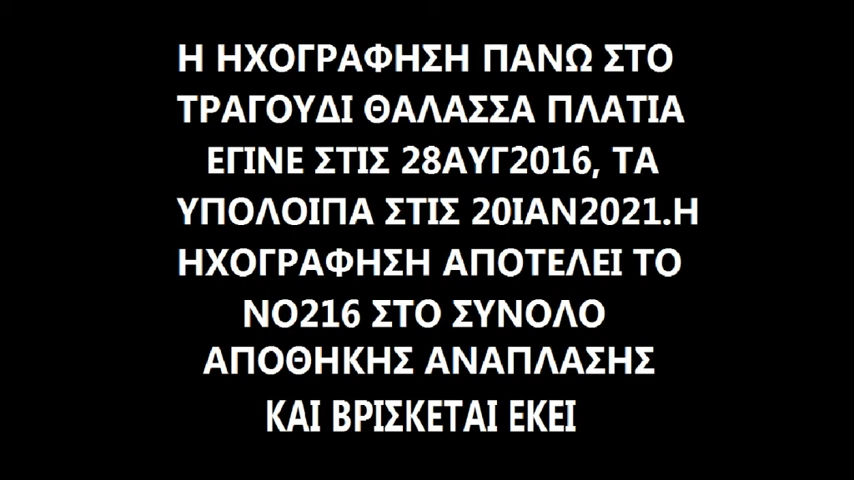 Η ΗΧΟΓΡΑΦΗΣΗ ΠΑΝΩ ΣΤΟ
ΤΡΑΓΟΥΔΙ ΘΑΛΑΣΣΑ ΠΛΑΤΙΑ
ΕΓΙΝΕ ΣΤΙΣ 28ΑΥΓ2016, ΤΑ
ΥΠΟΛΟΙΠΑ ΣΤΙΣ 20ΙΑΝ2021.Η
ΗΧΟΓΡΑΦΗΣΗ ΑΠΟΤΕΛΕΙ ΤΟ
ΝΟ216 ΣΤΟ ΣΥΝΟΛΟ
ΑΠΟΘΗΚΗΣ ΑΝΑΠΛΑΣΗΣ
ΚΑΙ ΒΡΙΣΚΕΤΑΙ ΕΚΕΙ